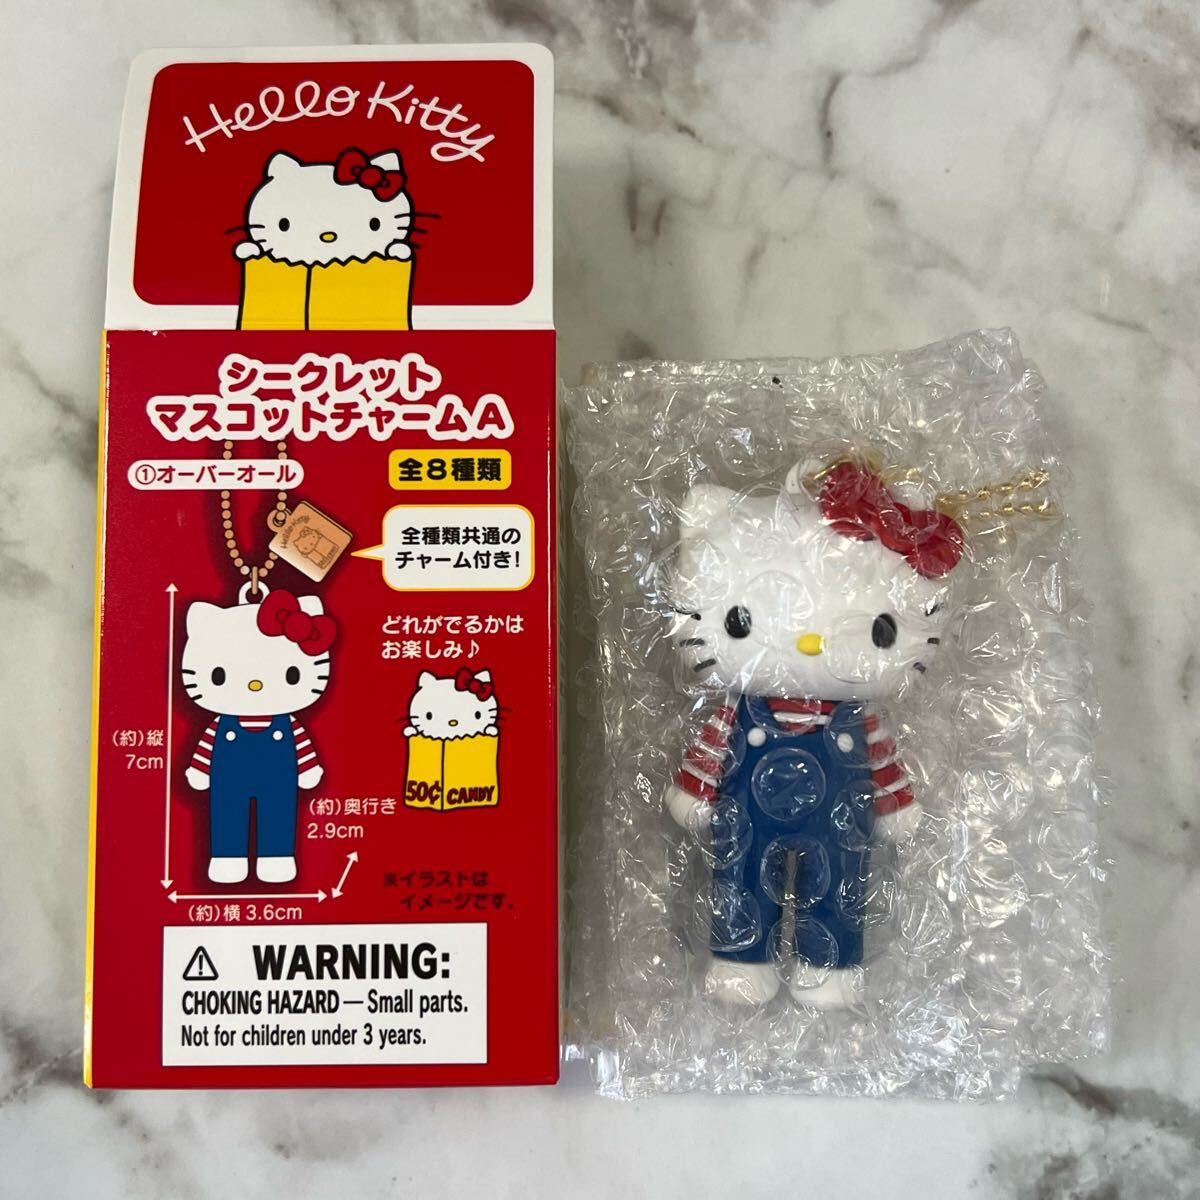 Hello Kitty
シークレット
マスコットチャームA
①オーバーオール
全8種類
全種類共通の
チャーム付き!
どれがでるかは
お楽しみ♪
(約)縦
7cm
50¢ CANDY
(約)奥行き
2.9cm
(約)横3.6cm
※イラストは
イメージです。
⚠ WARNING:
CHOKING HAZARD — Small parts.
Not for children under 3 years.